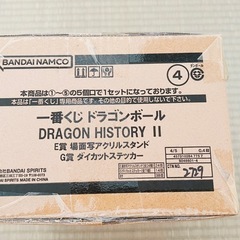 BANDAI NAMCO
4
本商品は①～⑤の5個口で1セットになっております。
本品は「一番くじ」専用商品です。その他の目的で使用しないで下さい。
一番くじ ドラゴンボール
DRAGON HISTORY II
E賞 場面写アクリルスタンド
G賞 ダイカットステッカー
4/5
2729
©BANDAI SPIRITS
MADE IN CHINA